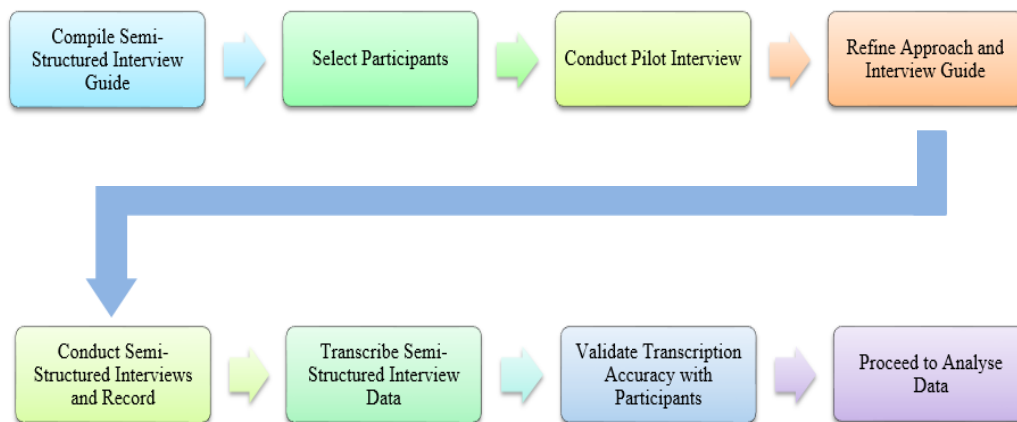 Compile Semi-
Structured Interview
Guide
Select Participants
Conduct Pilot Interview
Refine Approach and
Interview Guide
Conduct Semi-
Structured Interviews
and Record
Transcribe Semi-
Structured Interview
Data
Validate Transcription
Accuracy with
Participants
Proceed to Analyse
Data